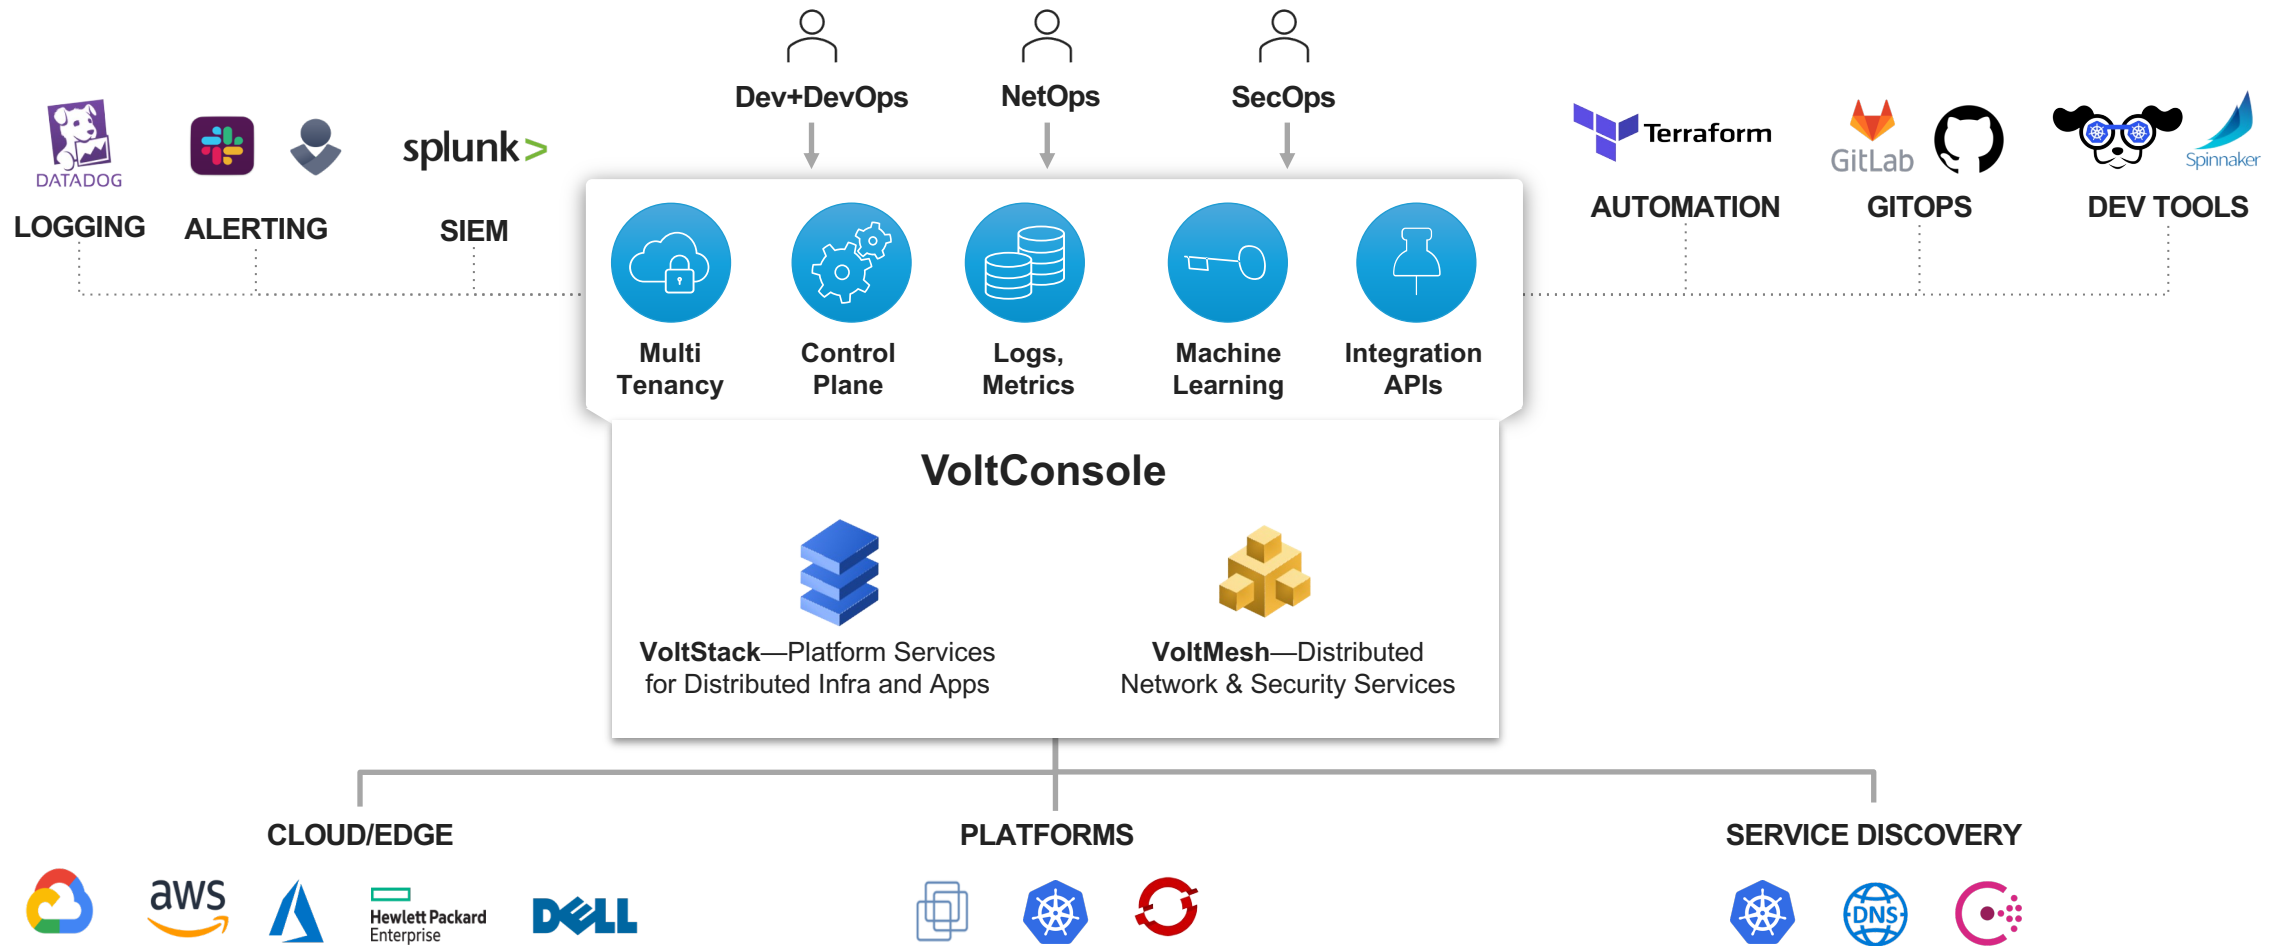 Dev+DevOps
NetOps
SecOps
DATADOG
splunk>
Terraform
GitLab
Spinnaker
LOGGING
ALERTING
SIEM
AUTOMATION
GITOPS
DEV TOOLS
Multi
Tenancy
Control
Plane
Logs,
Metrics
Machine
Learning
Integration
APIs
VoltConsole
VoltStack—Platform Services
for Distributed Infra and Apps
VoltMesh—Distributed
Network & Security Services
CLOUD/EDGE
PLATFORMS
SERVICE DISCOVERY
aws
Hewlett Packard
Enterprise
DELL
DNS